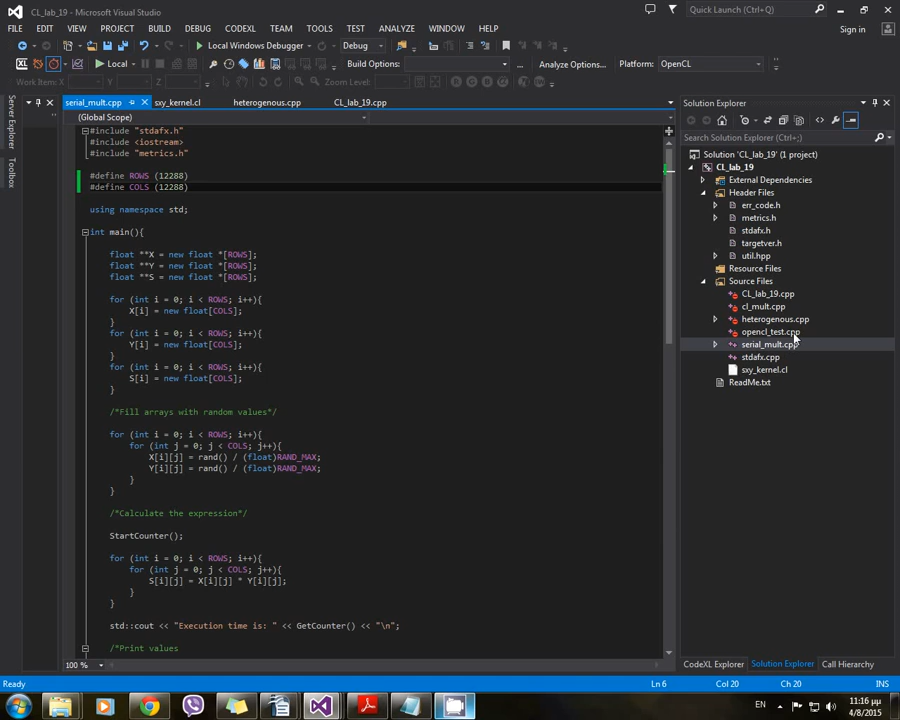 CL_lab_19 - Microsoft Visual Studio
Quick Launch (Ctrl+Q)
FILE EDIT VIEW PROJECT BUILD DEBUG CODEXL TEAM TOOLS TEST ANALYZE WINDOW HELP
Sign in
Local Windows Debugger Debug
XL Local Build Options: Analyze Options... Platform: OpenCL
Work Item: X: Y: Z: Zoom Level:
Server Explorer
Toolbox
serial_mult.cpp sxy_kernel.cl heterogenous.cpp CL_lab_19.cpp
(Global Scope)
#include "stdafx.h"
#include <iostream>
#include "metrics.h"
#define ROWS (12288)
#define COLS (12288)
using namespace std;
int main(){
float **X = new float *[ROWS];
float **Y = new float *[ROWS];
float **S = new float *[ROWS];
for (int i = 0; i < ROWS; i++){
X[i] = new float[COLS];
}
for (int i = 0; i < ROWS; i++){
Y[i] = new float[COLS];
}
for (int i = 0; i < ROWS; i++){
S[i] = new float[COLS];
}
/*Fill arrays with random values*/
for (int i = 0; i < ROWS; i++){
for (int j = 0; j < COLS; j++){
X[i][j] = rand() / (float)RAND_MAX;
Y[i][j] = rand() / (float)RAND_MAX;
}
}
/*Calculate the expression*/
StartCounter();
for (int i = 0; i < ROWS; i++){
for (int j = 0; j < COLS; j++){
S[i][j] = X[i][j] * Y[i][j];
}
}
std::cout << "Execution time is: " << GetCounter() << "\n";
/*Print values
100 %
Solution Explorer
Search Solution Explorer (Ctrl+;)
Solution 'CL_lab_19' (1 project)
CL_lab_19
External Dependencies
Header Files
err_code.h
metrics.h
stdafx.h
targetver.h
util.hpp
Resource Files
Source Files
CL_lab_19.cpp
cl_mult.cpp
heterogenous.cpp
opencl_test.cpp
serial_mult.cpp
stdafx.cpp
sxy_kernel.cl
ReadMe.txt
CodeXL Explorer Solution Explorer Call Hierarchy
Ready Ln 6 Col 20 Ch 20 INS
EN 11:16 μμ
4/8/2015